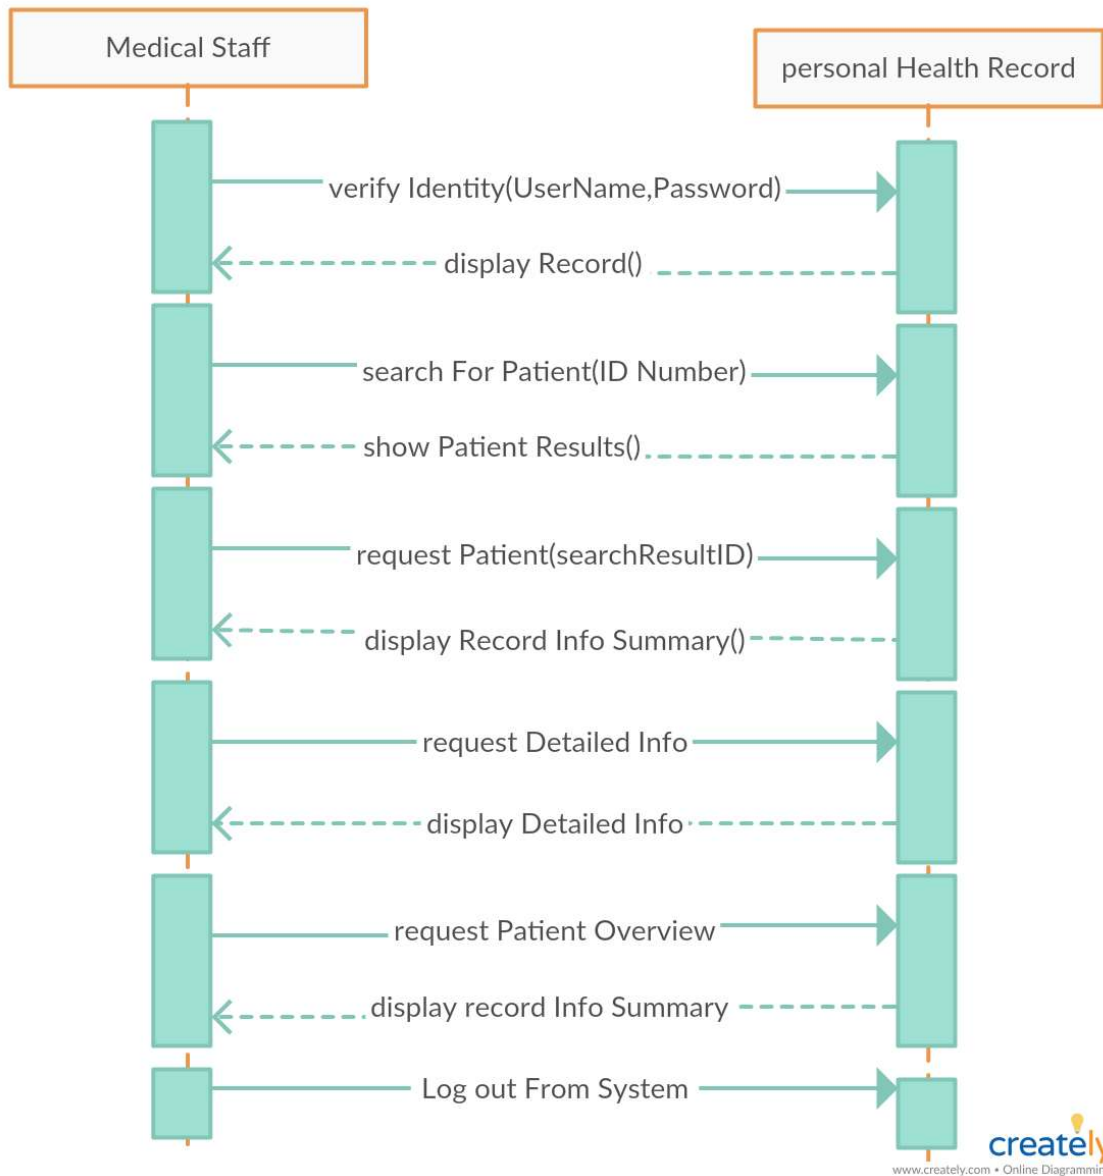 Medical Staff
personal Health Record
verify Identity(UserName,Password)
display Record()
search For Patient(ID Number)
show Patient Results()
request Patient(searchResultID)
display Record Info Summary()
request Detailed Info
display Detailed Info
request Patient Overview
display record Info Summary
Log out From System
creately
www.creately.com • Online Diagrammin